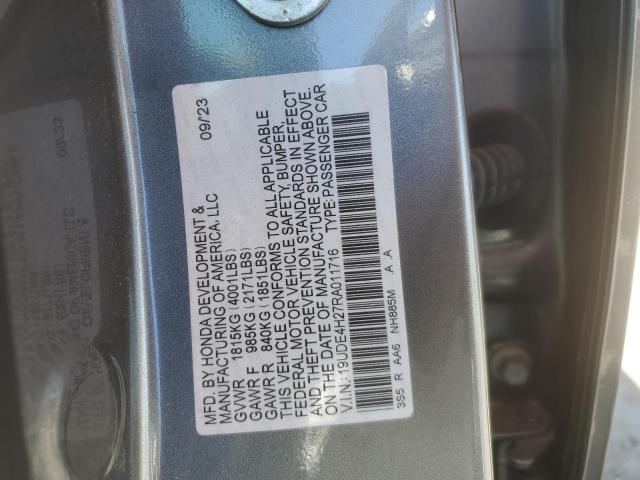 MFD. BY HONDA DEVELOPMENT & 09/23
MANUFACTURING OF AMERICA, LLC
GVWR 1815KG (4001LBS)
GAWR F 985KG (2171LBS)
GAWR R 840KG (1851LBS)
THIS VEHICLE CONFORMS TO ALL APPLICABLE
FEDERAL MOTOR VEHICLE SAFETY, BUMPER,
AND THEFT PREVENTION STANDARDS IN EFFECT
ON THE DATE OF MANUFACTURE SHOWN ABOVE.
V.I.N.: 19UDE4H27RA011716 TYPE: PASSENGER CAR
3S5 R AA6 NH885M A A